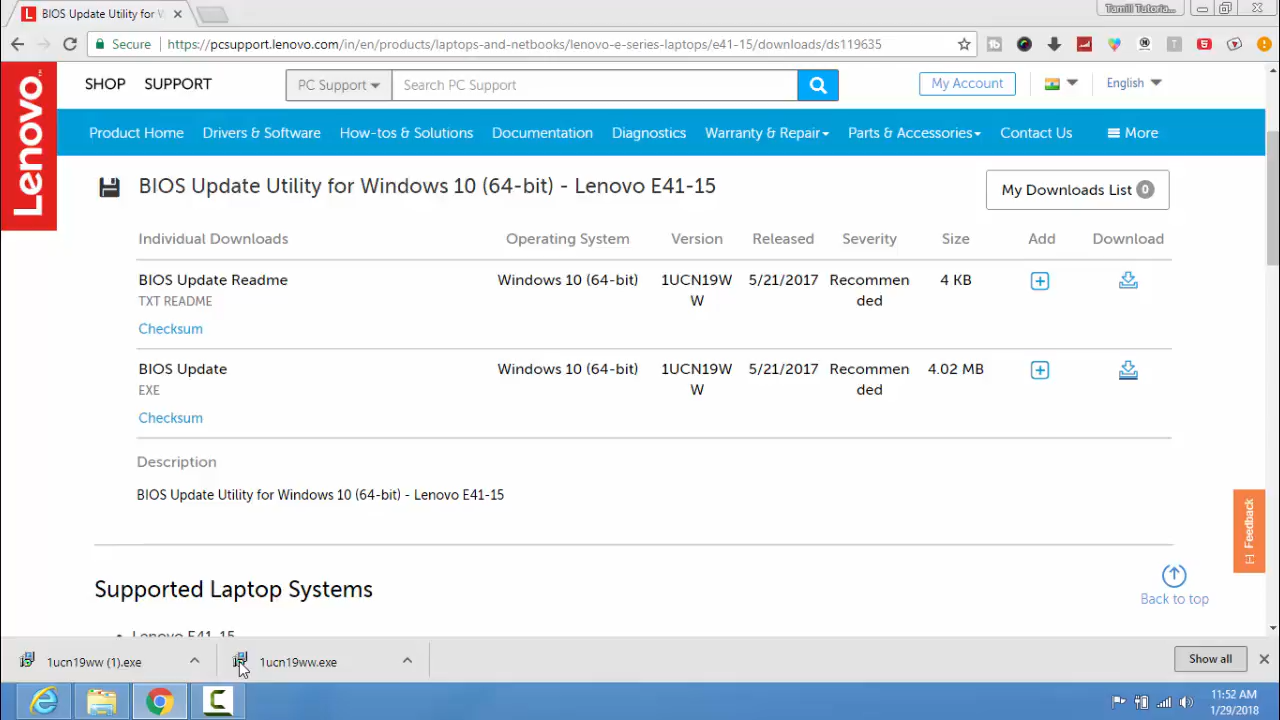 BIOS Update Utility for W
Tamill Tutoria...
Secure
https://pcsupport.lenovo.com/in/en/products/laptops-and-netbooks/lenovo-e-series-laptops/e41-15/downloads/ds119635
Lenovo
SHOP SUPPORT PC Support Search PC Support My Account English
Product Home Drivers & Software How-tos & Solutions Documentation Diagnostics Warranty & Repair Parts & Accessories Contact Us More
BIOS Update Utility for Windows 10 (64-bit) - Lenovo E41-15
My Downloads List 0
Individual Downloads Operating System Version Released Severity Size Add Download
BIOS Update Readme Windows 10 (64-bit) 1UCN19W 5/21/2017 Recommen 4 KB
TXT README W ded
Checksum
BIOS Update Windows 10 (64-bit) 1UCN19W 5/21/2017 Recommen 4.02 MB
EXE W ded
Checksum
Description
BIOS Update Utility for Windows 10 (64-bit) - Lenovo E41-15
[-] Feedback
Supported Laptop Systems
Back to top
Lenovo E41-15
1ucn19ww (1).exe 1ucn19ww.exe Show all
11:52 AM
1/29/2018